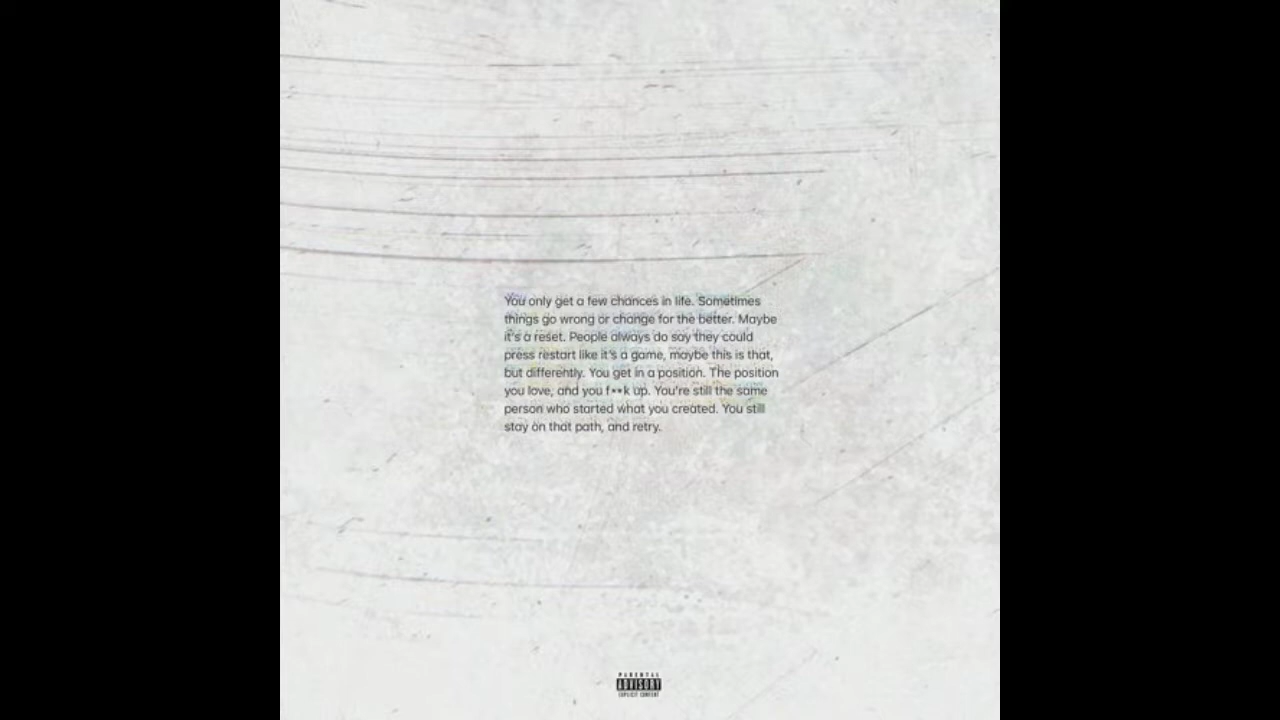 You only get a few chances in life. Sometimes
things go wrong or change for the better. Maybe
it's a reset. People always do say they could
press restart like it's a game, maybe this is that,
but differently. You get in a position. The position
you love, and you f**k up. You're still the same
person who started what you created. You still
stay on that path, and retry.
PARENTAL
ADVISORY
EXPLICIT CONTENT